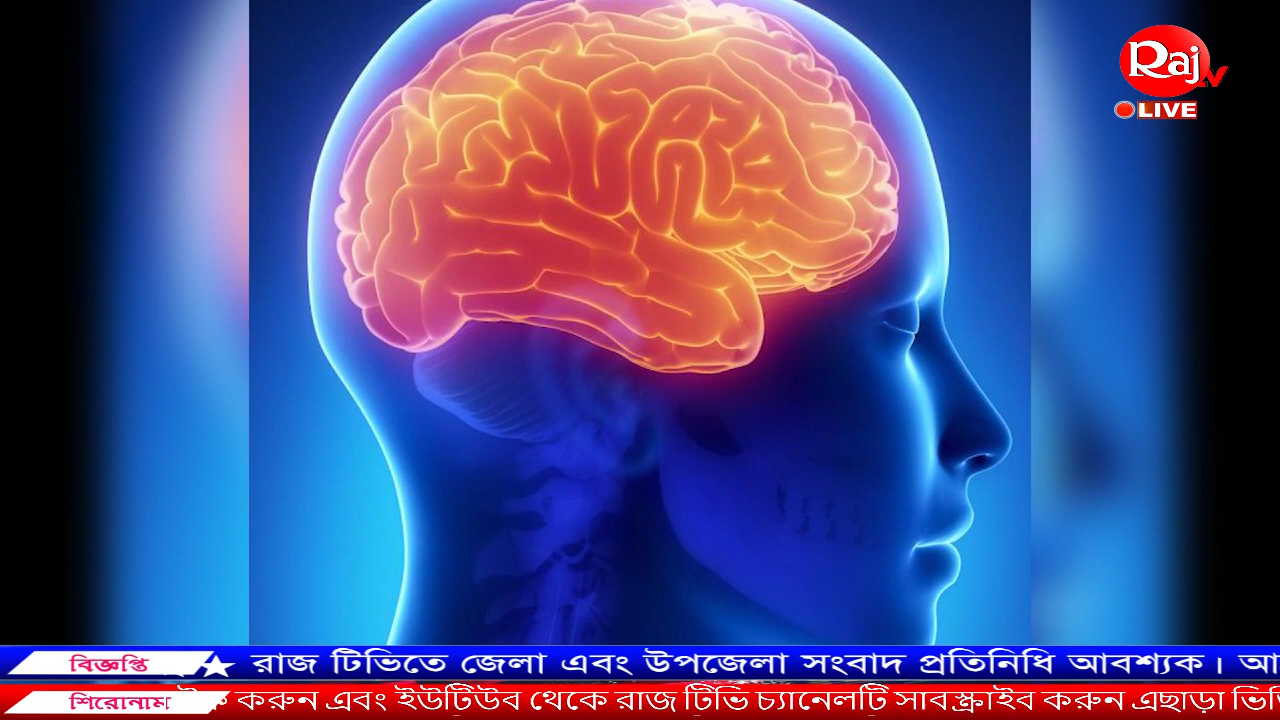 Raj TV
LIVE
বিজ্ঞপ্তি
রাজ টিভিতে জেলা এবং উপজেলা সংবাদ প্রতিনিধি আবশ্যক। আ
শিরোনাম
করুন এবং ইউটিউব থেকে রাজ টিভি চ্যানেলটি সাবস্ক্রাইব করুন এছাড়া